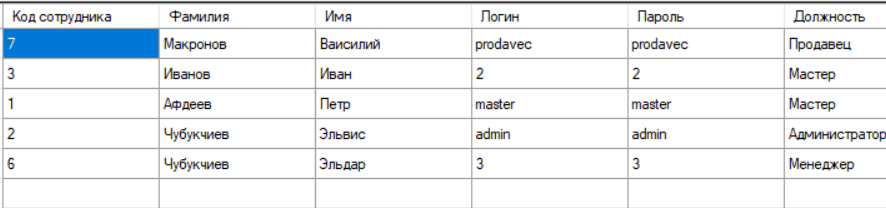 Код сотрудника Фамилия Имя Логин Пароль Должность
7 Макронов Ваисилий prodavec prodavec Продавец
3 Иванов Иван 2 2 Мастер
1 Афдеев Петр master master Мастер
2 Чубукчиев Эльвис admin admin Администратор
6 Чубукчиев Эльдар 3 3 Менеджер